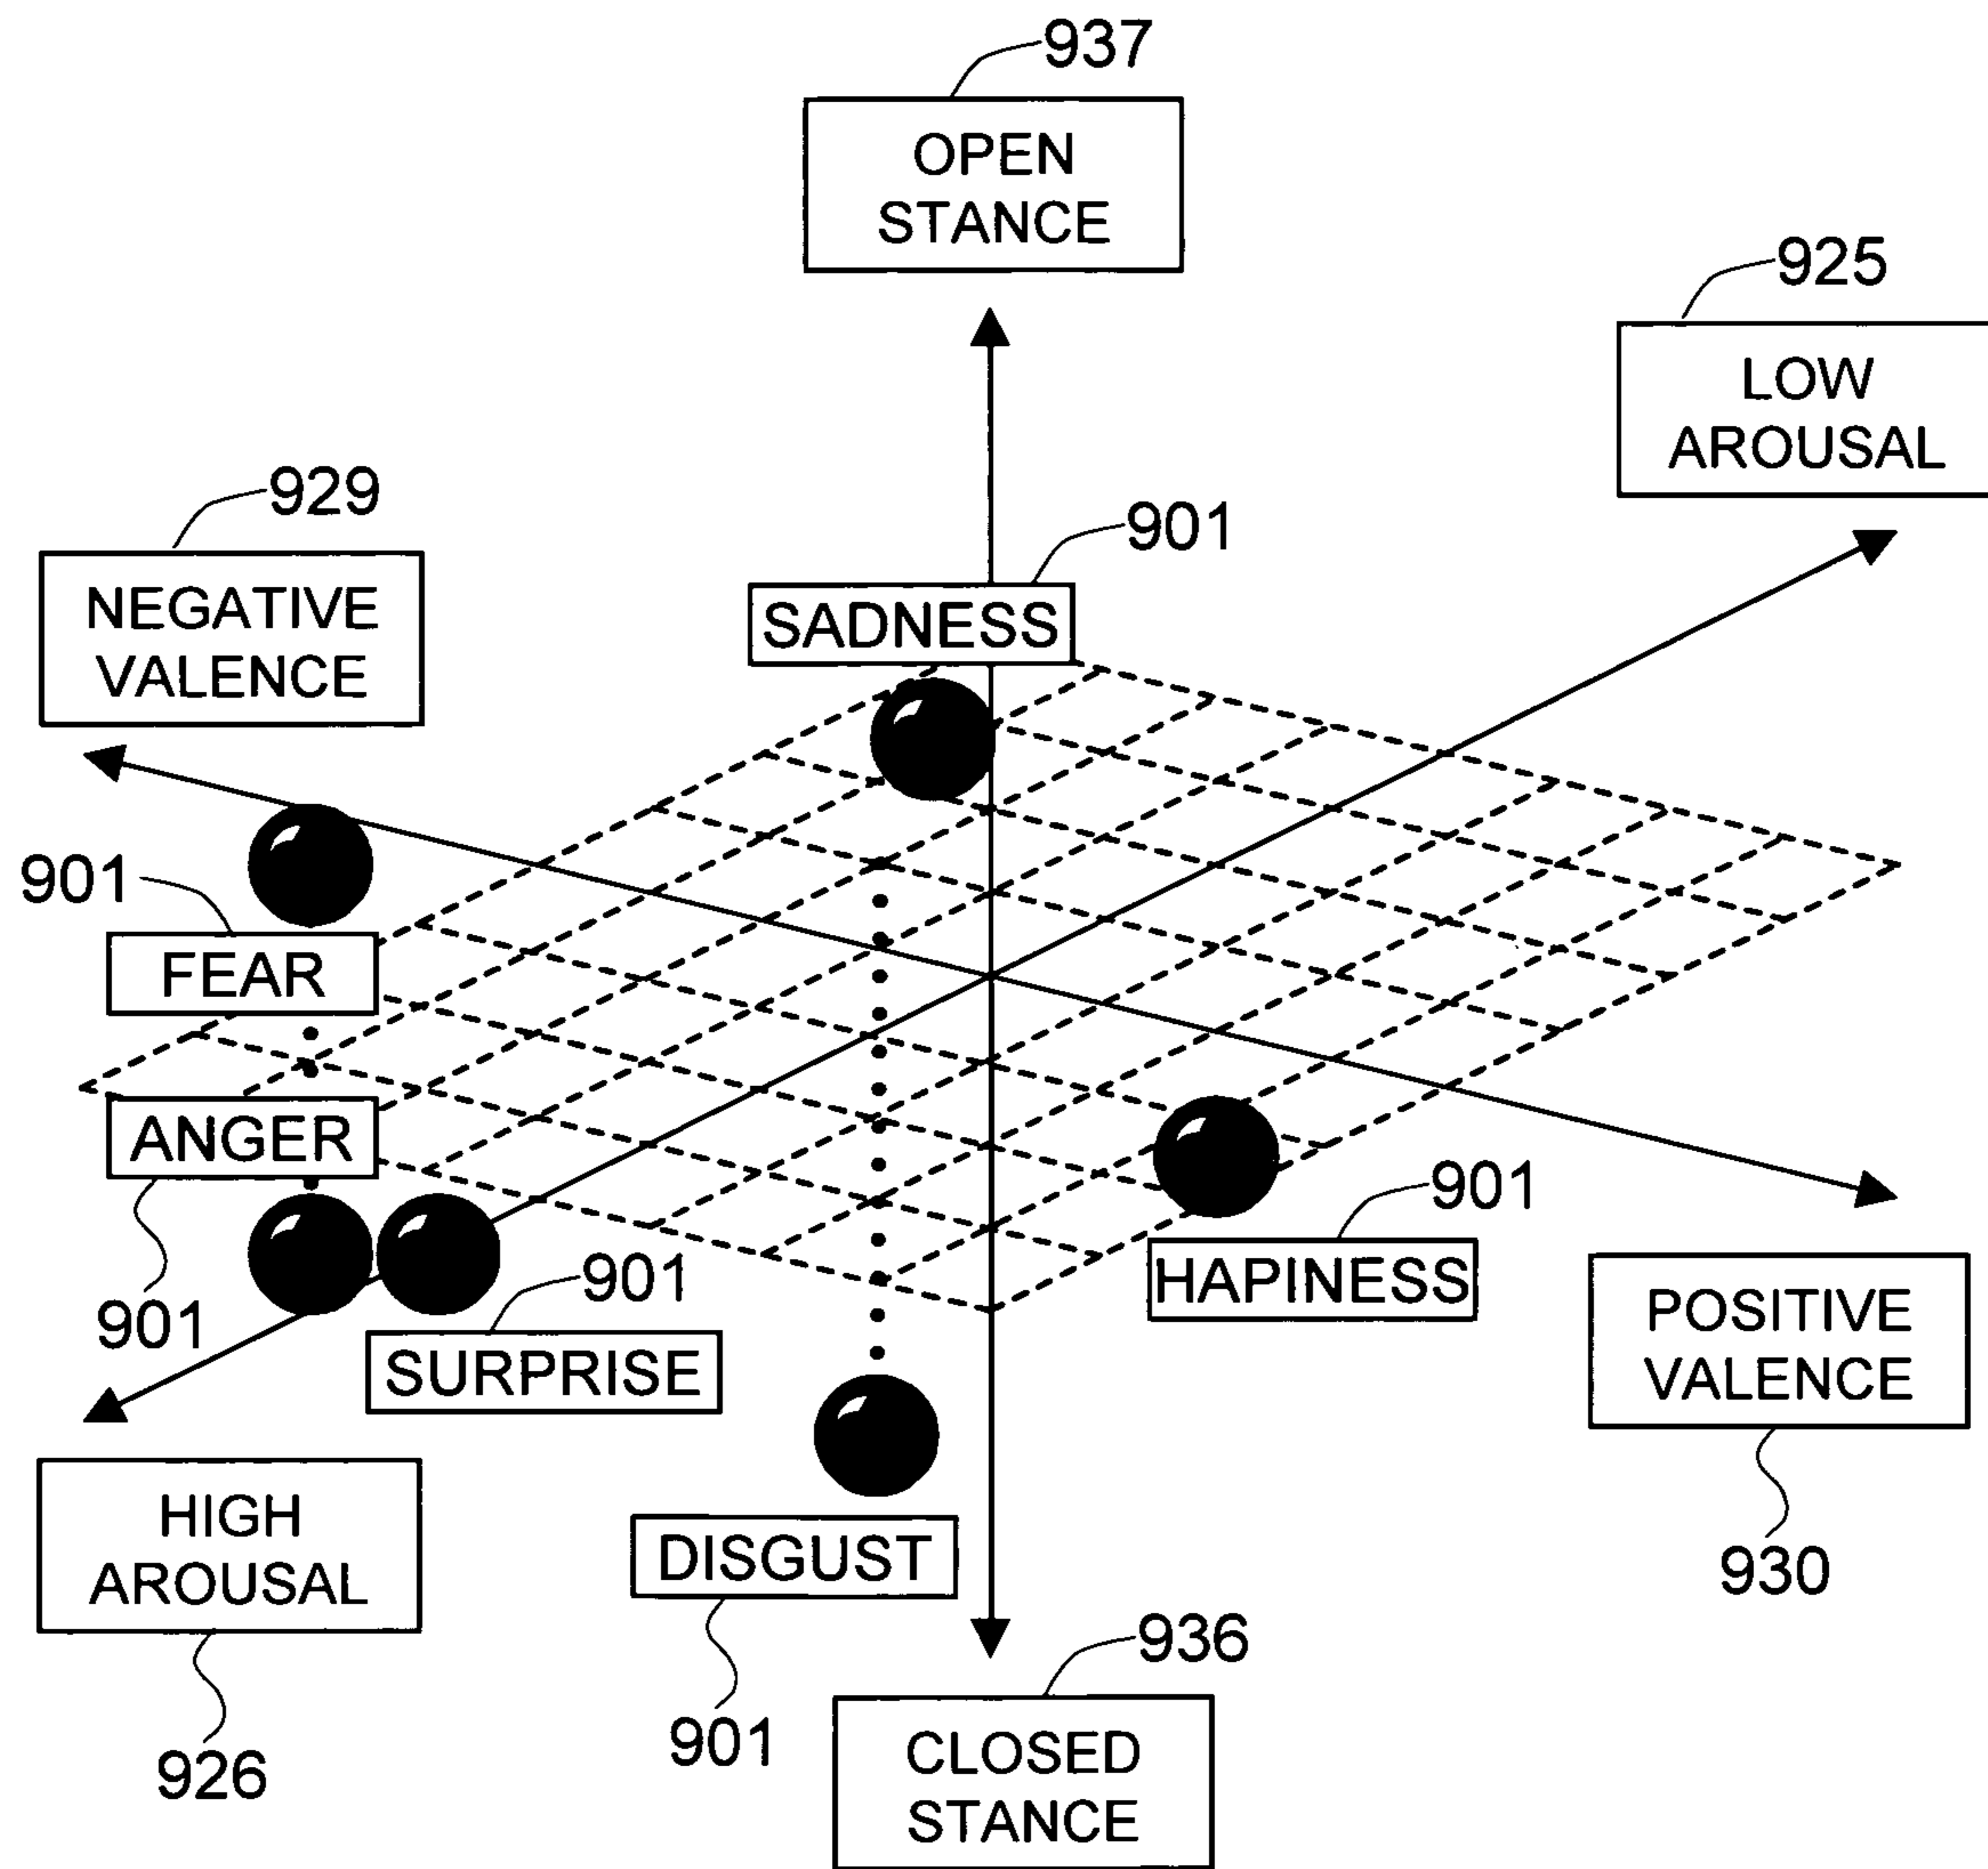 937
OPEN
STANCE
925
LOW
AROUSAL
929
NEGATIVE
VALENCE
901
SADNESS
901
FEAR
ANGER
901
901
SURPRISE
901
HAPINESS
POSITIVE
VALENCE
930
HIGH
AROUSAL
926
DISGUST
901
936
CLOSED
STANCE